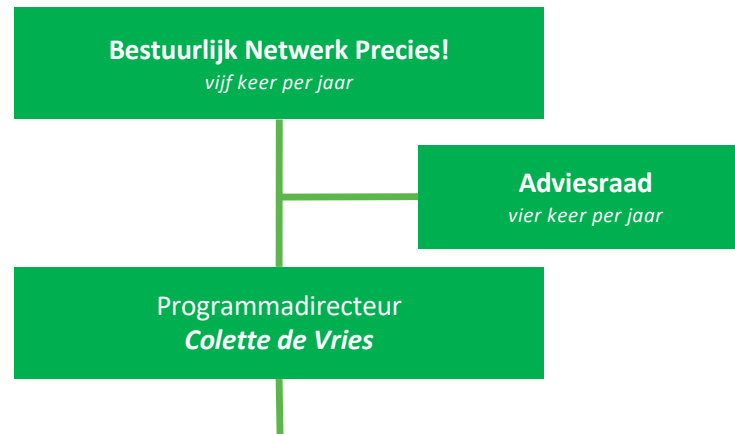 Bestuurlijk Netwerk Precies!
vijf keer per jaar
Adviesraad
vier keer per jaar
Programmadirecteur
Colette de Vries